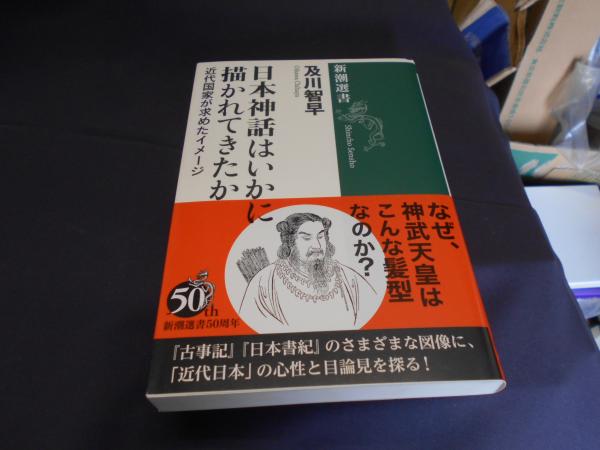 新潮選書
Shincho Sensho
及川智早
Oikawa Chihaya
日本神話はいかに
描かれてきたか
近代国家が求めたイメージ
なぜ、
神武天皇は
こんな髪型
なのか?
50th
新潮選書50周年
『古事記』『日本書紀』のさまざまな図像に、
「近代日本」の心性と目論見を探る!